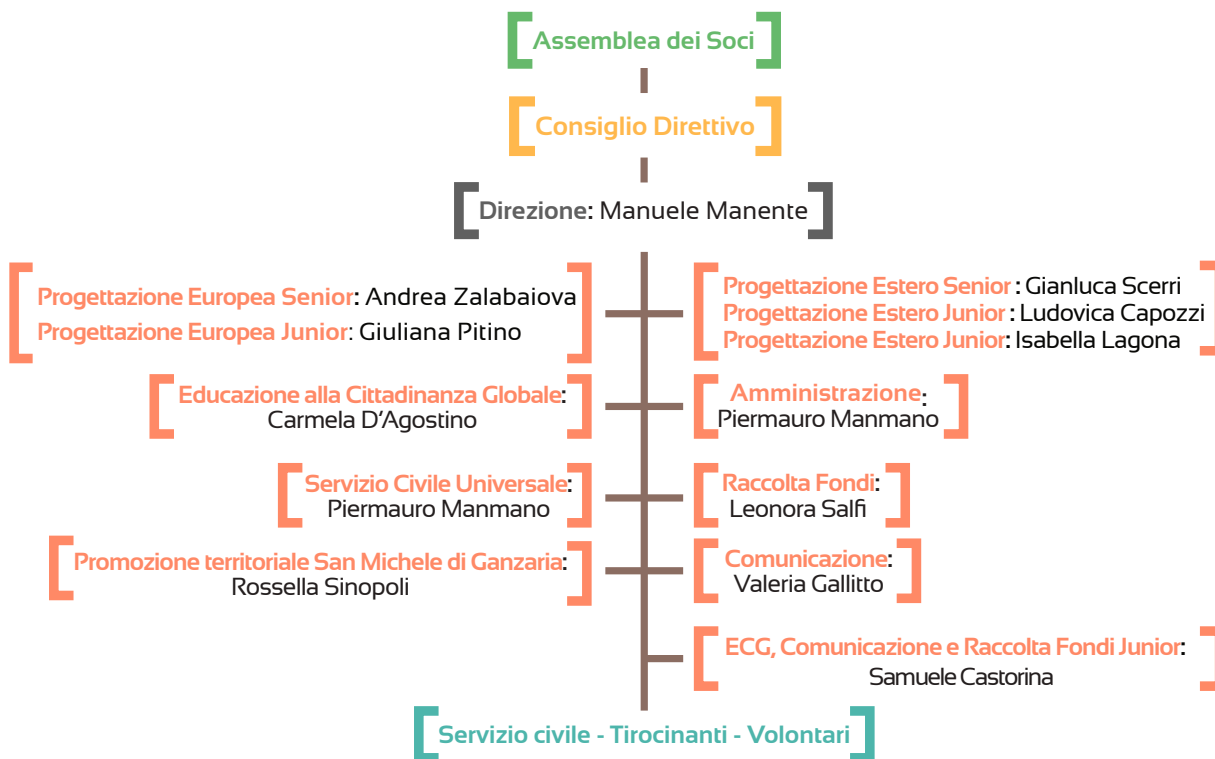 Assemblea dei Soci
Consiglio Direttivo
Direzione: Manuele Manente
Progettazione Europea Senior: Andrea Zalabaiova
Progettazione Europea Junior: Giuliana Pitino
Progettazione Estero Senior : Gianluca Scerri
Progettazione Estero Junior : Ludovica Capozzi
Progettazione Estero Junior: Isabella Lagona
Educazione alla Cittadinanza Globale:
Carmela D'Agostino
Amministrazione:
Piermauro Manmano
Servizio Civile Universale:
Piermauro Manmano
Raccolta Fondi:
Leonora Salfi
Promozione territoriale San Michele di Ganzaria:
Rossella Sinopoli
Comunicazione:
Valeria Gallitto
ECG, Comunicazione e Raccolta Fondi Junior:
Samuele Castorina
Servizio civile - Tirocinanti - Volontari